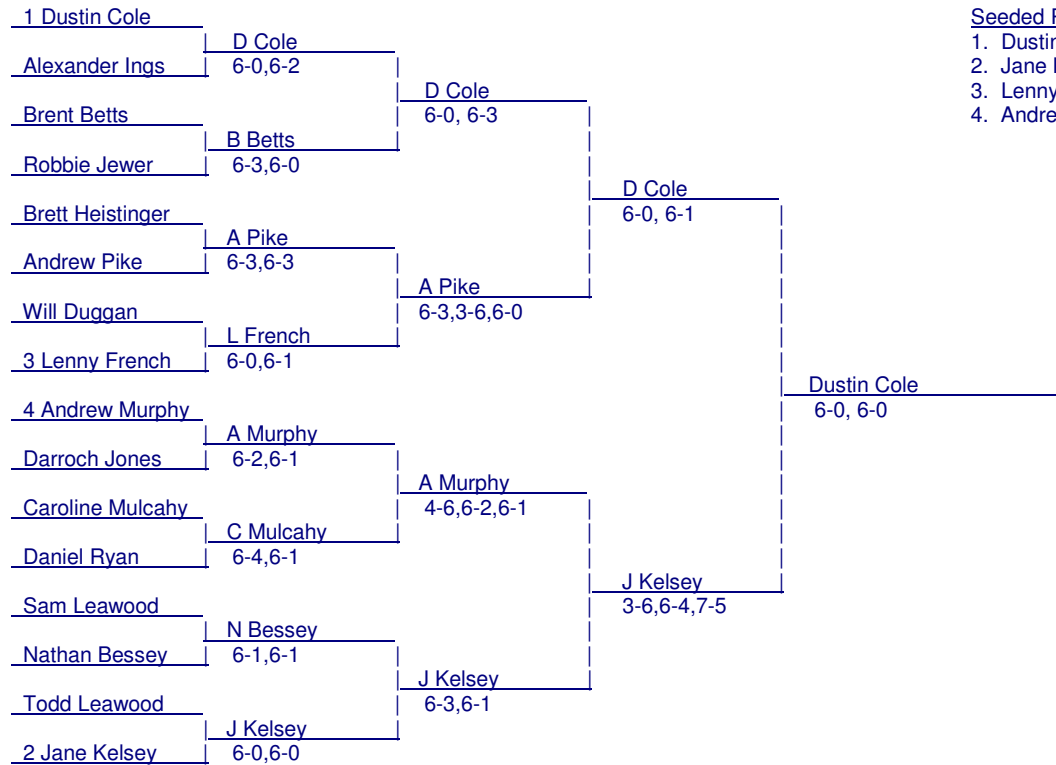 1 Dustin Cole
Alexander Ings
Brent Betts
Robbie Jewer
Brett Heistinger
Andrew Pike
Will Duggan
3 Lenny French
4 Andrew Murphy
Darroch Jones
Caroline Mulcahy
Daniel Ryan
Sam Leawood
Nathan Bessey
Todd Leawood
2 Jane Kelsey
D Cole
6-0,6-2
B Betts
6-3,6-0
A Pike
6-3,6-3
L French
6-0,6-1
A Murphy
6-2,6-1
C Mulcahy
6-4,6-1
N Bessey
6-1,6-1
J Kelsey
6-0,6-0
D Cole
6-0, 6-3
A Pike
6-3,3-6,6-0
A Murphy
4-6,6-2,6-1
J Kelsey
6-3,6-1
D Cole
6-0, 6-1
J Kelsey
3-6,6-4,7-5
Dustin Cole
6-0, 6-0
Seeded
1. Dustin
2. Jane
3. Lenny
4.